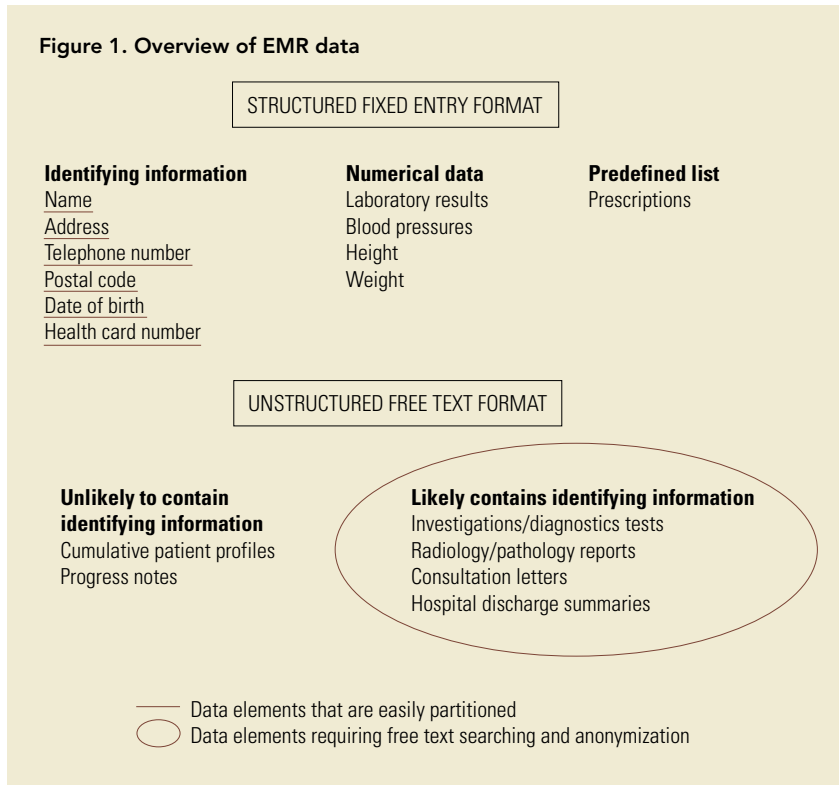 Figure 1. Overview of EMR data
STRUCTURED FIXED ENTRY FORMAT
Identifying information
Name
Address
Telephone number
Postal code
Date of birth
Health card number
Numerical data
Laboratory results
Blood pressures
Height
Weight
Predefined list
Prescriptions
UNSTRUCTURED FREE TEXT FORMAT
Unlikely to contain
identifying information
Cumulative patient profiles
Progress notes
Likely contains identifying information
Investigations/diagnostics tests
Radiology/pathology reports
Consultation letters
Hospital discharge summaries
Data elements that are easily partitioned
Data elements requiring free text searching and anonymization